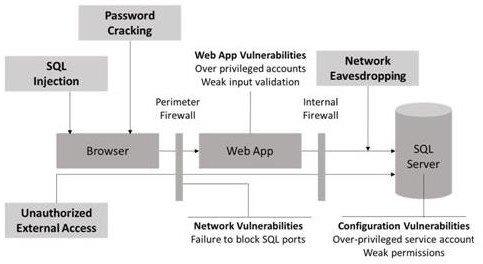 Password
Cracking
SQL
Injection
Web App Vulnerabilities
Over privileged accounts
Weak input validation
Network
Eavesdropping
Perimeter
Firewall
Internal
Firewall
Browser
Web App
SQL
Server
Unauthorized
External Access
Network Vulnerabilities
Failure to block SQL ports
Configuration Vulnerabilities
Over-privileged service account
Weak permissions